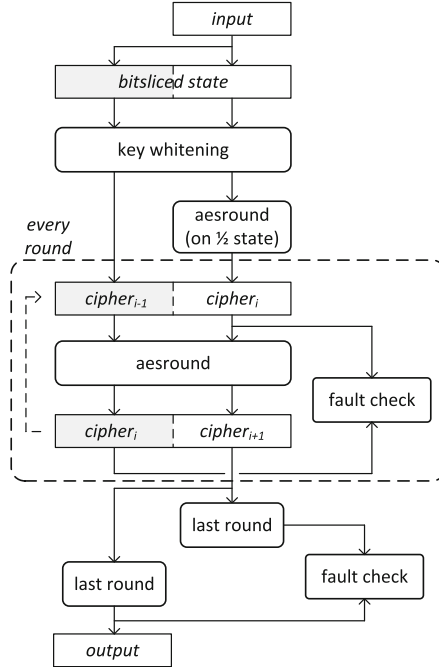 input
bitsliced state
key whitening
aesround
(on ½ state)
every
round
cipher_{i-1} cipher_i
aesround
fault check
cipher_i cipher_{i+1}
last round
last round
fault check
output